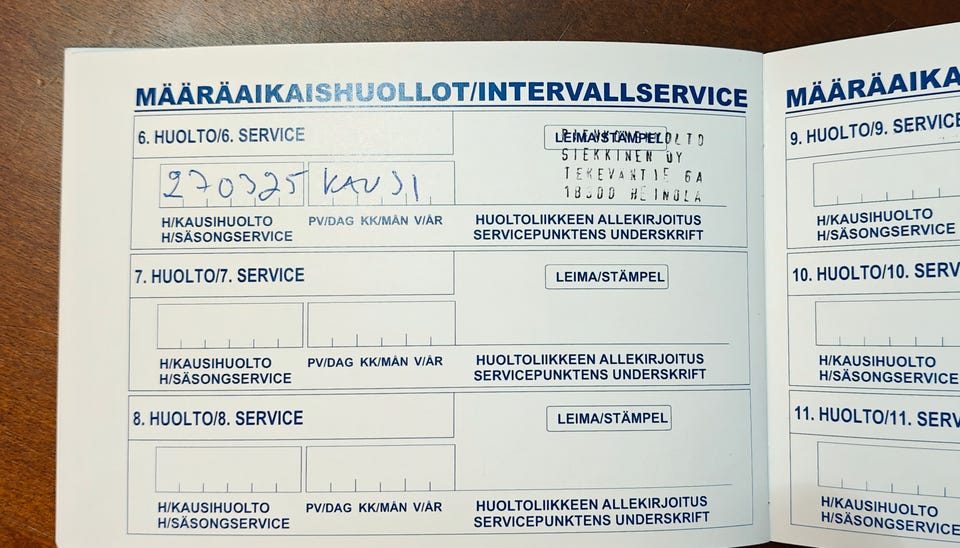 MÄÄRÄAIKAISHUOLLOT/INTERVALLSERVICE
6. HUOLTO/6. SERVICE
LEIMA/STÄMPEL
SIEKKINEN OY
TEKEVÄNTIE 6A
18300 HEINOLA
270325 KAUSI
H/KAUSIHUOLTO
H/SÄSONGSERVICE
PV/DAG KK/MÅN V/ÅR
HUOLTOLIIKKEEN ALLEKIRJOITUS
SERVICEPUNKTENS UNDERSKRIFT
7. HUOLTO/7. SERVICE
LEIMA/STÄMPEL
H/KAUSIHUOLTO
H/SÄSONGSERVICE
PV/DAG KK/MÅN V/ÅR
HUOLTOLIIKKEEN ALLEKIRJOITUS
SERVICEPUNKTENS UNDERSKRIFT
8. HUOLTO/8. SERVICE
LEIMA/STÄMPEL
H/KAUSIHUOLTO
H/SÄSONGSERVICE
PV/DAG KK/MÅN V/ÅR
HUOLTOLIIKKEEN ALLEKIRJOITUS
SERVICEPUNKTENS UNDERSKRIFT
MÄÄRÄAIKA
9. HUOLTO/9. SERVICE
H/KAUSIHUOLTO
H/SÄSONGSERVICE
10. HUOLTO/10. SERV
H/KAUSIHUOLTO
H/SÄSONGSERVICE
11. HUOLTO/11. SERV
H/KAUSIHUOLTO
H/SÄSONGSERVICE